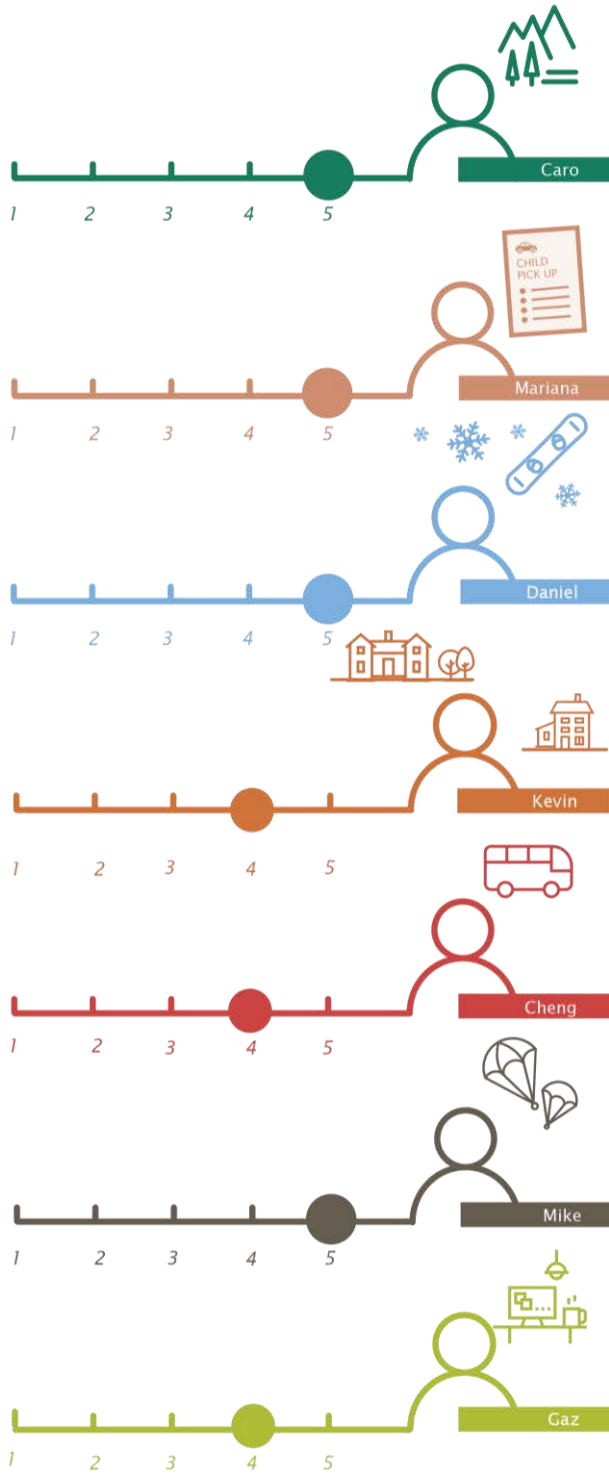 Caro
1 2 3 4 5
CHILD
PICK UP
Mariana
1 2 3 4 5
Daniel
1 2 3 4 5
Kevin
1 2 3 4 5
Cheng
1 2 3 4 5
Mike
1 2 3 4 5
Gaz
1 2 3 4 5